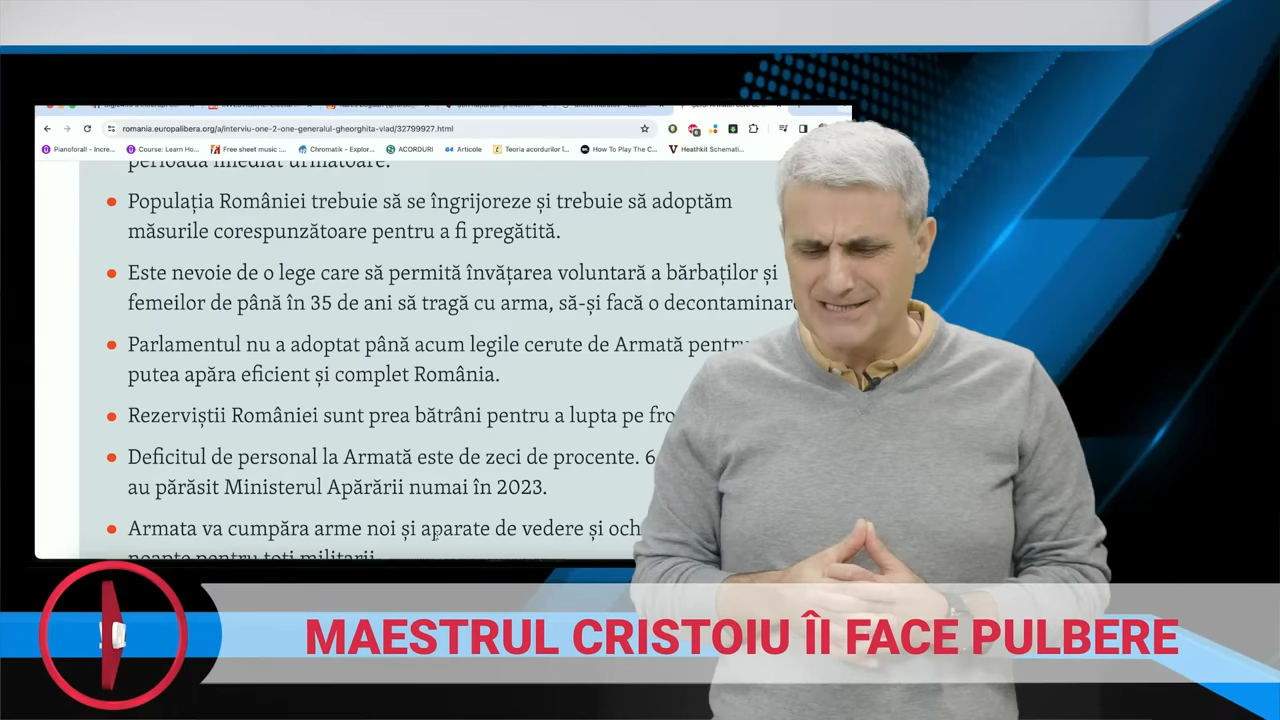 romania.europalibera.org/a/interviu-one-2-one-generalul-gheorghita-vlad/32799927.html
Pianoforall - Incre... Course: Learn Ho... Free sheet music :... Chromatik - Explor... ACORDURI Articole Teoria acordurilor î... How To Play The C... Heathkit Schemati...
perioada imediat următoare.
Populația României trebuie să se îngrijoreze și trebuie să adoptăm
măsurile corespunzătoare pentru a fi pregătită.
Este nevoie de o lege care să permită învățarea voluntară a bărbaților și
femeilor de până în 35 de ani să tragă cu arma, să-și facă o decontaminare
Parlamentul nu a adoptat până acum legile cerute de Armată pentru
putea apăra eficient și complet România.
Rezerviștii României sunt prea bătrâni pentru a lupta pe fro
Deficitul de personal la Armată este de zeci de procente. 6
au părăsit Ministerul Apărării numai în 2023.
Armata va cumpăra arme noi și aparate de vedere și och
noapte pentru toți militarii.
MAESTRUL CRISTOIU ÎI FACE PULBERE